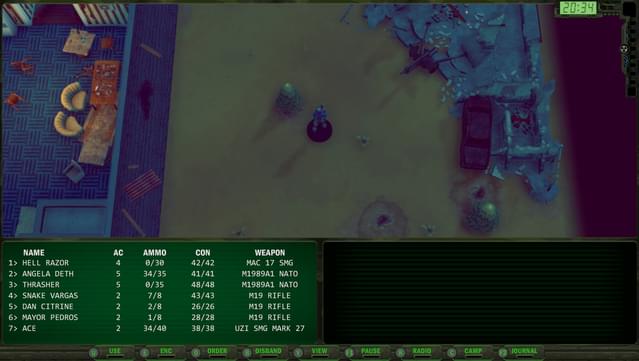 20:34
NAME AC AMMO CON WEAPON
1> HELL RAZOR 4 0/30 42/42 MAC 17 SMG
2> ANGELA DETH 5 34/35 41/41 M1989A1 NATO
3> THRASHER 5 0/35 48/48 M1989A1 NATO
4> SNAKE VARGAS 2 7/8 43/43 M19 RIFLE
5> DAN CITRINE 2 2/8 26/26 M19 RIFLE
6> MAYOR PEDROS 2 1/8 28/28 M19 RIFLE
7> ACE 2 34/40 38/38 UZI SMG MARK 27
USE ENC ORDER DISBAND VIEW PAUSE RADIO CAMP JOURNAL